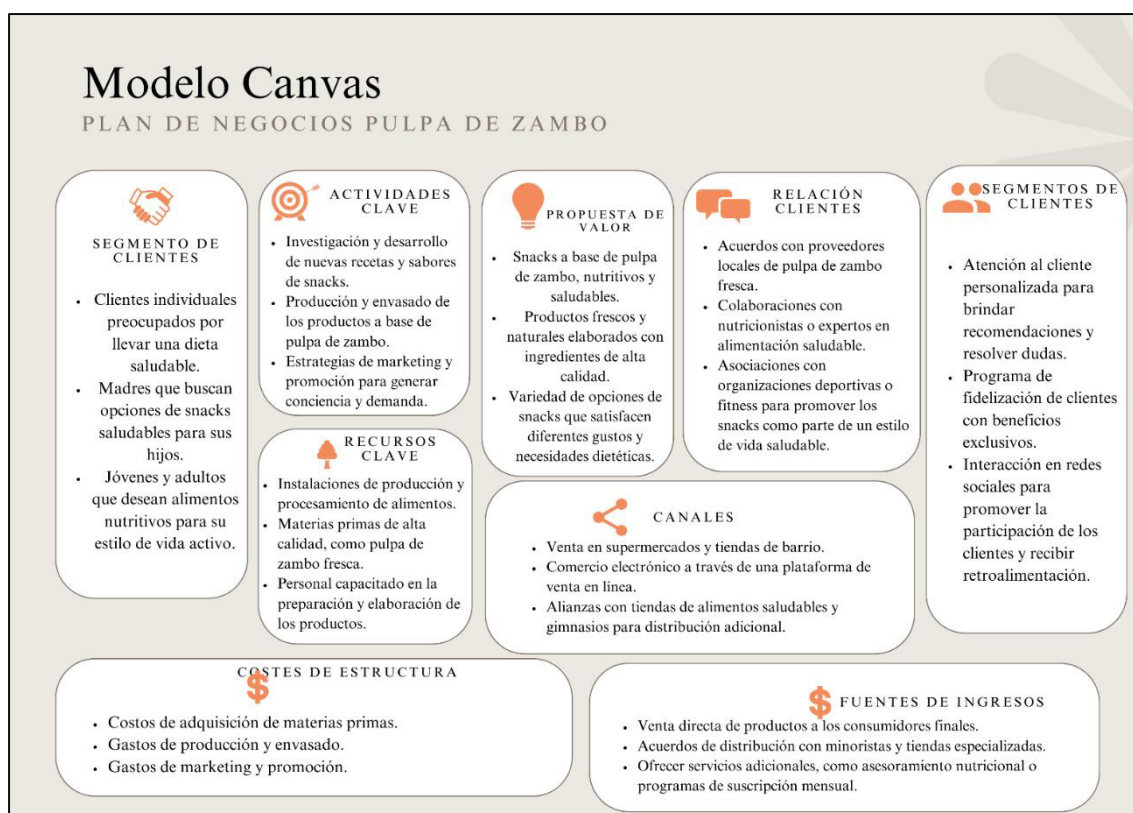 Modelo Canvas
PLAN DE NEGOCIOS PULPA DE ZAMBO
SEGMENTO DE
CLIENTES
• Clientes individuales
preocupados por
llevar una dieta
saludable.
• Madres que buscan
opciones de snacks
saludables para sus
hijos.
• Jóvenes y adultos
que desean alimentos
nutritivos para su
estilo de vida activo.
ACTIVIDADES
CLAVE
• Investigación y desarrollo
de nuevas recetas y sabores
de snacks.
• Producción y envasado de
los productos a base de
pulpa de zambo.
• Estrategias de marketing y
promoción para generar
conciencia y demanda.
RECURSOS
CLAVE
• Instalaciones de producción y
procesamiento de alimentos.
• Materias primas de alta
calidad, como pulpa de
zambo fresca.
• Personal capacitado en la
preparación y elaboración de
los productos.
PROPUESTA DE
VALOR
• Snacks a base de pulpa
de zambo, nutritivos y
saludables.
• Productos frescos y
naturales elaborados con
ingredientes de alta
calidad.
• Variedad de opciones de
snacks que satisfacen
diferentes gustos y
necesidades dietéticas.
RELACIÓN
CLIENTES
• Acuerdos con proveedores
locales de pulpa de zambo
fresca.
• Colaboraciones con
nutricionistas o expertos en
alimentación saludable.
• Asociaciones con
organizaciones deportivas o
fitness para promover los
snacks como parte de un estilo
de vida saludable.
CANALES
• Venta en supermercados y tiendas de barrio.
• Comercio electrónico a través de una plataforma de
venta en línea.
• Alianzas con tiendas de alimentos saludables y
gimnasios para distribución adicional.
SEGMENTOS DE
CLIENTES
• Atención al cliente
personalizada para
brindar
recomendaciones y
resolver dudas.
• Programa de
fidelización de clientes
con beneficios
exclusivos.
• Interacción en redes
sociales para
promover la
participación de los
clientes y recibir
retroalimentación.
COSTES DE ESTRUCTURA
• Costos de adquisición de materias primas.
• Gastos de producción y envasado.
• Gastos de marketing y promoción.
FUENTES DE INGRESOS
• Venta directa de productos a los consumidores finales.
• Acuerdos de distribución con minoristas y tiendas especializadas.
• Ofrecer servicios adicionales, como asesoramiento nutricional o
programas de suscripción mensual.